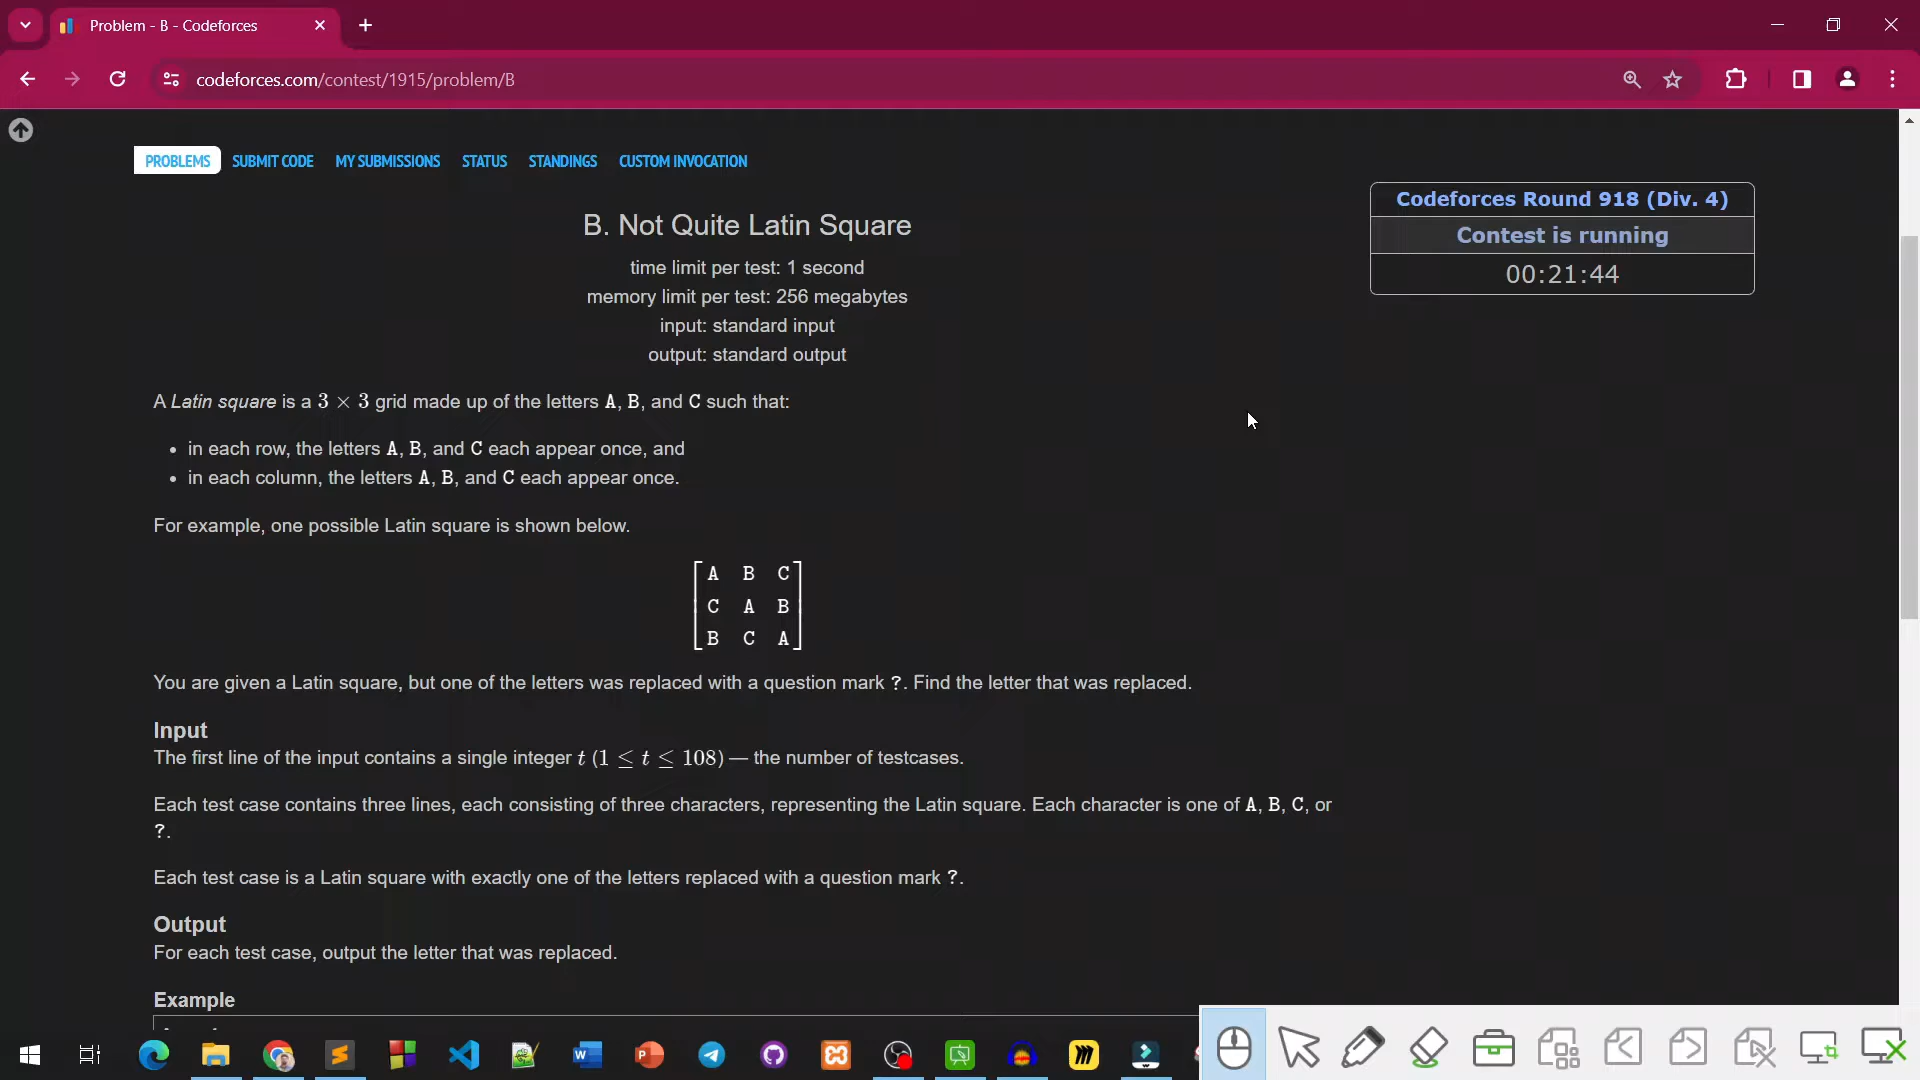 Problem - B - Codeforces
codeforces.com/contest/1915/problem/B
PROBLEMS SUBMIT CODE MY SUBMISSIONS STATUS STANDINGS CUSTOM INVOCATION
Codeforces Round 918 (Div. 4)
Contest is running
00:21:44
B. Not Quite Latin Square
time limit per test: 1 second
memory limit per test: 256 megabytes
input: standard input
output: standard output
A Latin square is a 3 × 3 grid made up of the letters A, B, and C such that:
• in each row, the letters A, B, and C each appear once, and
• in each column, the letters A, B, and C each appear once.
For example, one possible Latin square is shown below.
A B C
C A B
B C A
You are given a Latin square, but one of the letters was replaced with a question mark ?. Find the letter that was replaced.
Input
The first line of the input contains a single integer t (1 ≤ t ≤ 108) — the number of testcases.
Each test case contains three lines, each consisting of three characters, representing the Latin square. Each character is one of A, B, C, or
?.
Each test case is a Latin square with exactly one of the letters replaced with a question mark ?.
Output
For each test case, output the letter that was replaced.
Example